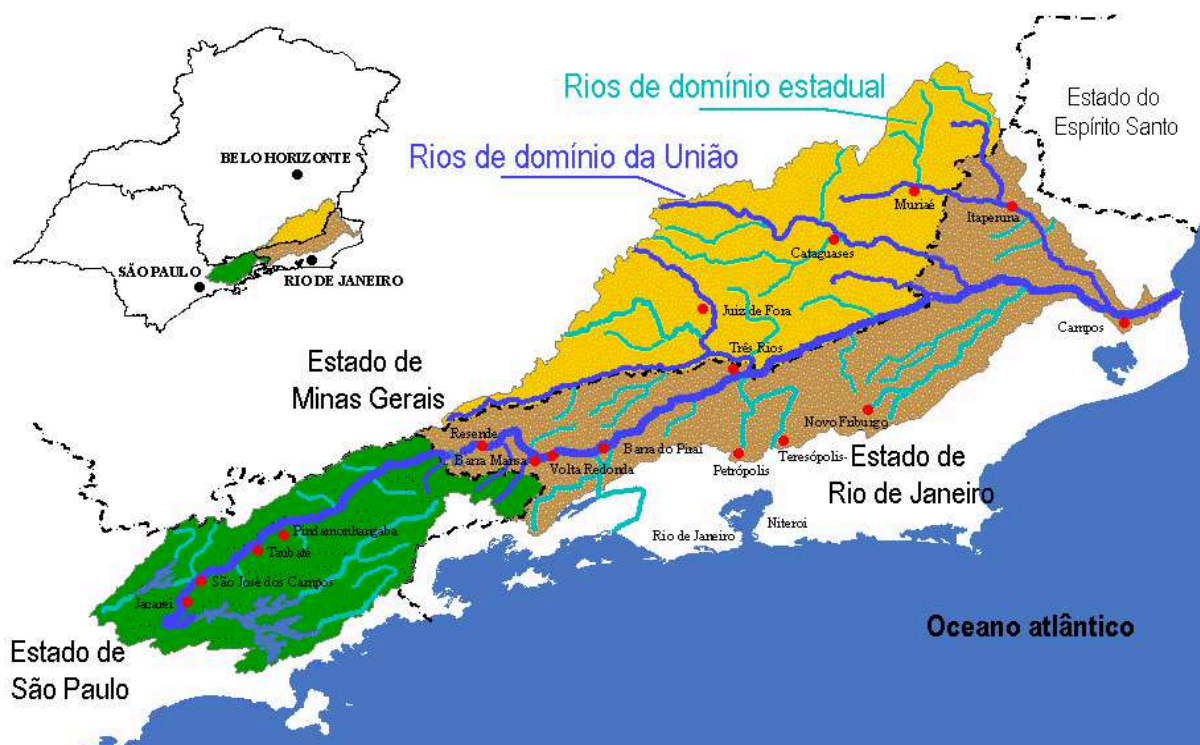 Rios de domínio estadual
Estado do
Espírito Santo
BELO HORIZONTE
Rios de domínio da União
Muriaé
Itaperuna
Cataguases
SÃO PAULO
RIO DE JANEIRO
Juiz de Fora
Campos
Três Rios
Estado de
Minas Gerais
Novo Friburgo
Resende
Barra Mansa
Volta Redonda
Barra do Piraí
Petrópolis
Teresópolis
Estado de
Rio de Janeiro
Niteroi
Rio de Janeiro
Pindamonhangaba
Taubaté
São José dos Campos
Jacareí
Oceano atlântico
Estado de
São Paulo